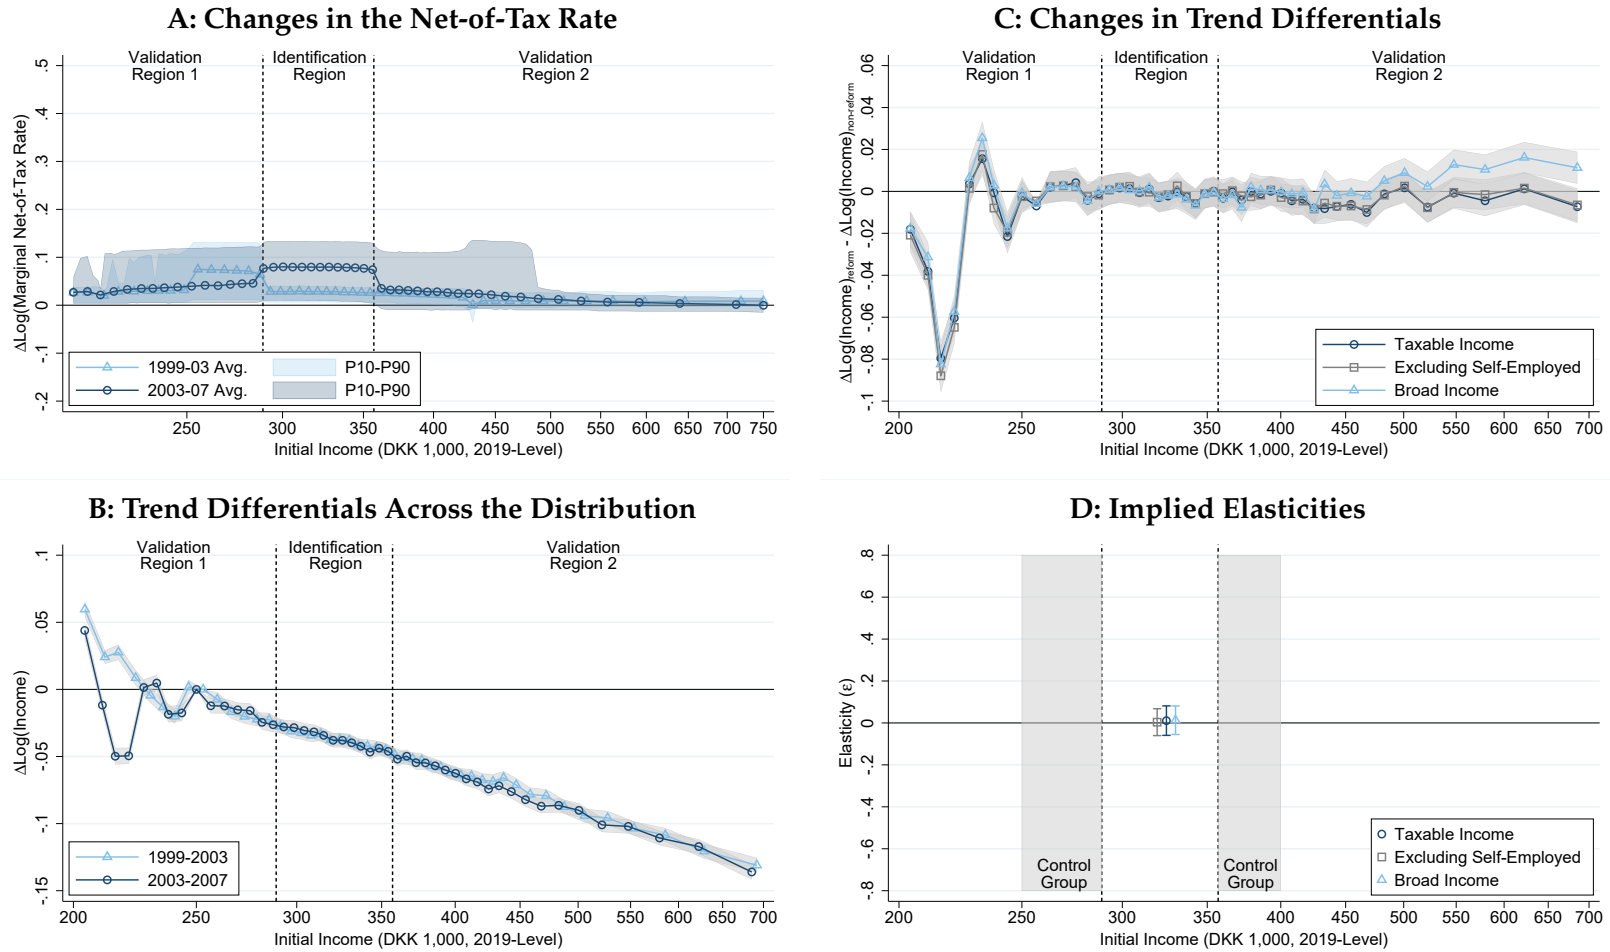 A: Changes in the Net-of-Tax Rate
Validation Region 1
Identification Region
Validation Region 2
ΔLog(Marginal Net-of-Tax Rate)
.5
.4
.3
.2
.1
0
-.1
-.2
1999-03 Avg.
P10-P90
2003-07 Avg.
P10-P90
250 300 350 400 450 500 550 600 650 700 750
Initial Income (DKK 1,000, 2019-Level)
C: Changes in Trend Differentials
Validation Region 1
Identification Region
Validation Region 2
ΔLog(Income)reform - ΔLog(Income)non-reform
.06
.04
.02
0
-.02
-.04
-.06
-.08
-.1
Taxable Income
Excluding Self-Employed
Broad Income
200 250 300 350 400 450 500 550 600 650 700
Initial Income (DKK 1,000, 2019-Level)
B: Trend Differentials Across the Distribution
Validation Region 1
Identification Region
Validation Region 2
ΔLog(Income)
.1
.05
0
-.05
-.1
-.15
1999-2003
2003-2007
200 250 300 350 400 450 500 550 600 650 700
Initial Income (DKK 1,000, 2019-Level)
D: Implied Elasticities
Elasticity (ε)
.8
.6
.4
.2
0
-.2
-.4
-.6
-.8
Control Group
Control Group
Taxable Income
Excluding Self-Employed
Broad Income
200 250 300 350 400 450 500 550 600 650 700
Initial Income (DKK 1,000, 2019-Level)